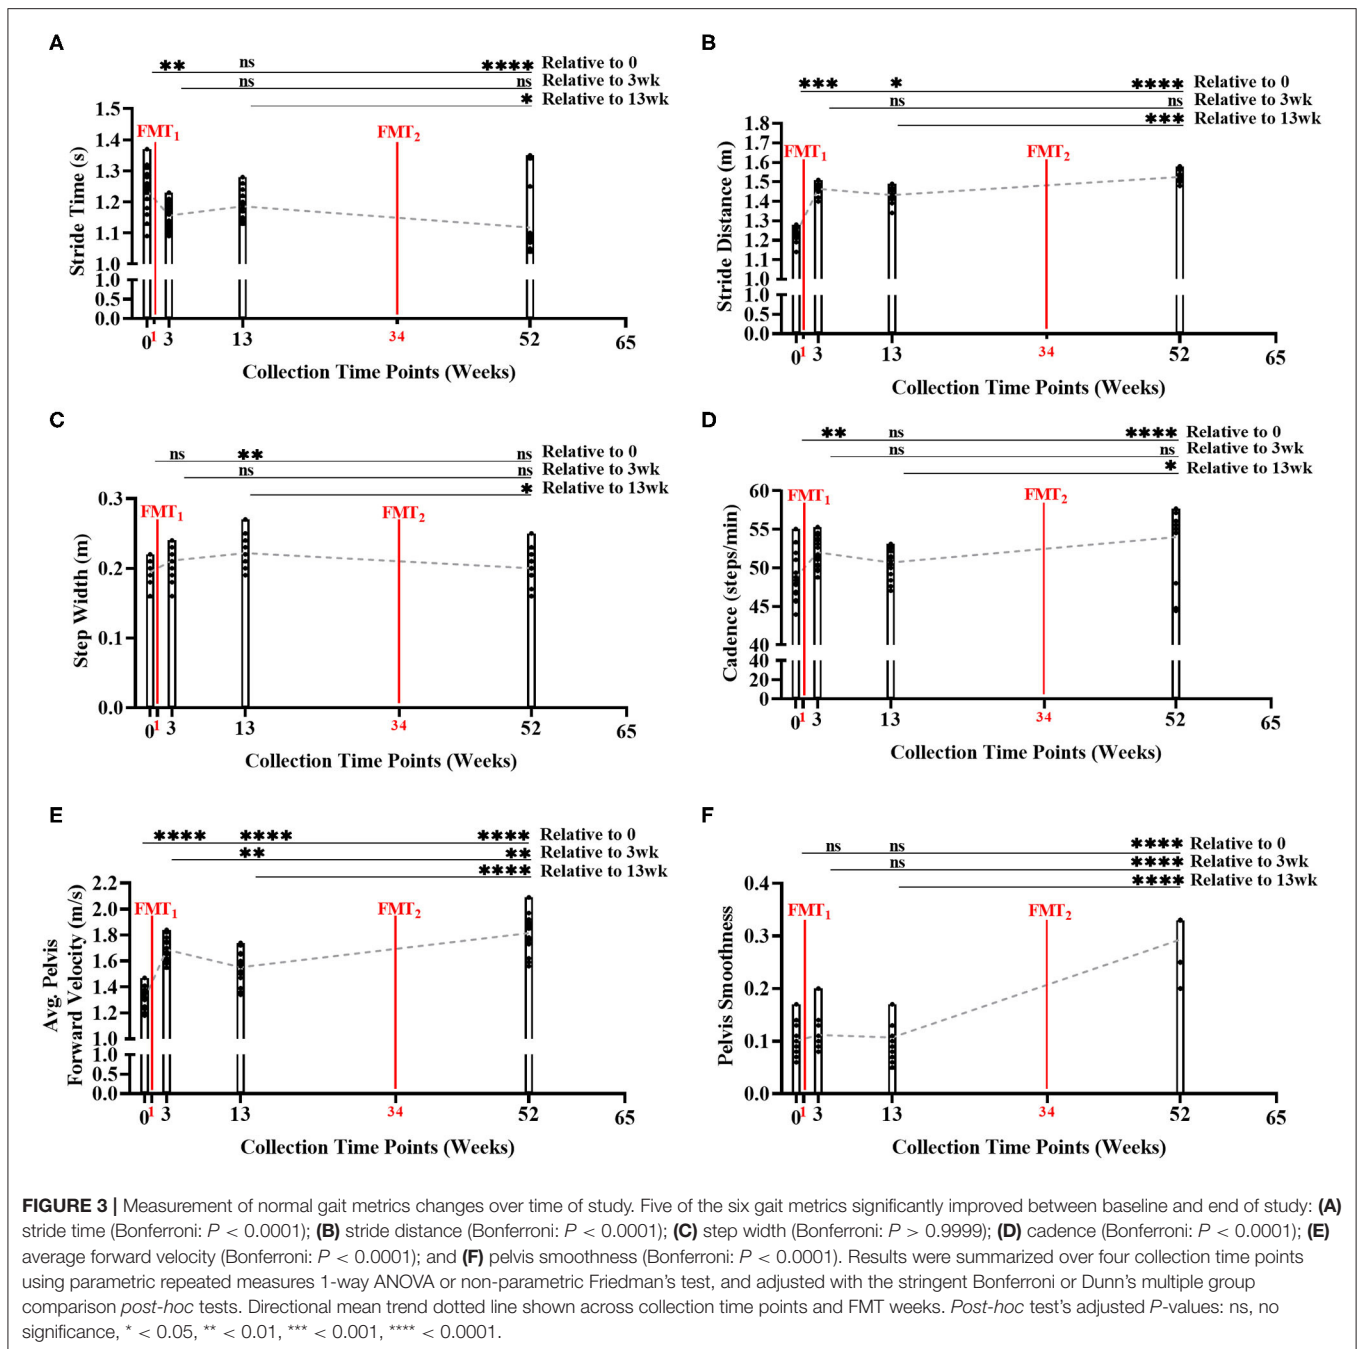 A
** ns **** Relative to 0
ns ns Relative to 3wk
* Relative to 13wk
Stride Time (s)
1.5
1.4
1.3
1.2
1.1
1.0
1.0
0.5
0.0
FMT1
FMT2
0 1 3 13 34 52 65
Collection Time Points (Weeks)
B
*** * **** Relative to 0
ns ns Relative to 3wk
*** Relative to 13wk
Stride Distance (m)
1.8
1.7
1.6
1.5
1.4
1.3
1.2
1.1
1.0
1.0
0.5
0.0
FMT1
FMT2
0 1 3 13 34 52 65
Collection Time Points (Weeks)
C
ns ** ns Relative to 0
ns ns Relative to 3wk
* Relative to 13wk
Step Width (m)
0.3
0.2
0.1
0.0
FMT1
FMT2
0 1 3 13 34 52 65
Collection Time Points (Weeks)
D
** ns **** Relative to 0
ns ns Relative to 3wk
* Relative to 13wk
Cadence (steps/min)
60
55
50
45
40
40
20
0
FMT1
FMT2
0 1 3 13 34 52 65
Collection Time Points (Weeks)
E
**** **** **** Relative to 0
** ** Relative to 3wk
**** Relative to 13wk
Avg. Pelvis
Forward Velocity (m/s)
2.2
2.0
1.8
1.6
1.4
1.2
1.0
1.0
0.5
0.0
FMT1
FMT2
0 1 3 13 34 52 65
Collection Time Points (Weeks)
F
ns ns **** Relative to 0
ns **** Relative to 3wk
**** Relative to 13wk
Pelvis Smoothness
0.4
0.3
0.2
0.1
0.0
FMT1
FMT2
0 1 3 13 34 52 65
Collection Time Points (Weeks)
FIGURE 3 | Measurement of normal gait metrics changes over time of study. Five of the six gait metrics significantly improved between baseline and end of study: (A)
stride time (Bonferroni: P < 0.0001); (B) stride distance (Bonferroni: P < 0.0001); (C) step width (Bonferroni: P > 0.9999); (D) cadence (Bonferroni: P < 0.0001); (E)
average forward velocity (Bonferroni: P < 0.0001); and (F) pelvis smoothness (Bonferroni: P < 0.0001). Results were summarized over four collection time points
using parametric repeated measures 1-way ANOVA or non-parametric Friedman's test, and adjusted with the stringent Bonferroni or Dunn's multiple group
comparison post-hoc tests. Directional mean trend dotted line shown across collection time points and FMT weeks. Post-hoc test's adjusted P-values: ns, no
significance, * < 0.05, ** < 0.01, *** < 0.001, **** < 0.0001.